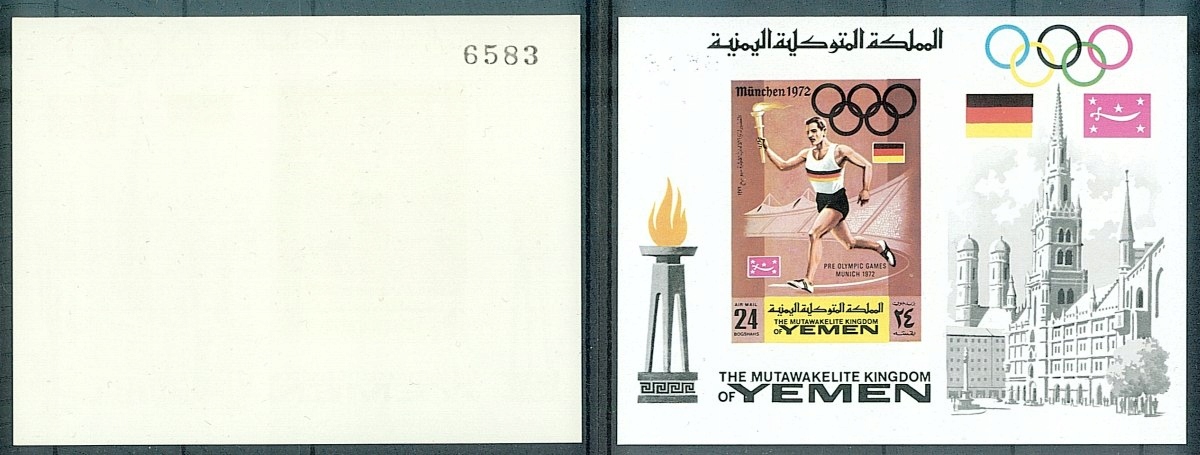 6583
المملكة المتوكلية اليمنية
München 1972
PRE OLYMPIC GAMES
MUNICH 1972
AIR MAIL
24
BOGSHAHS
المملكة المتوكلية اليمنية
THE MUTAWAKELITE KINGDOM
OF YEMEN
٢٤
بقشة
THE MUTAWAKELITE KINGDOM
OF YEMEN